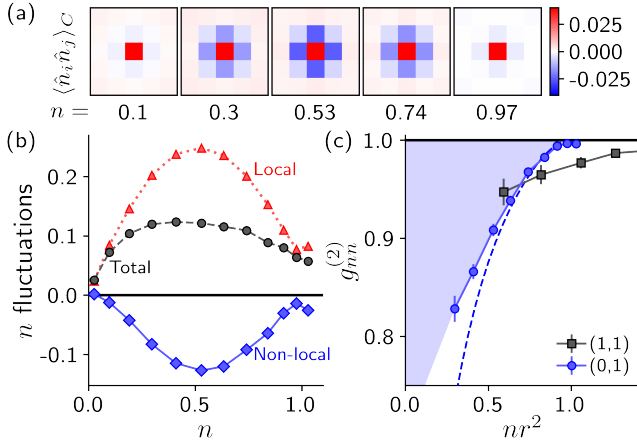 (a)
⟨n̂ᵢn̂ⱼ⟩C
0.025
0.000
-0.025
n = 0.1 0.3 0.53 0.74 0.97
(b)
n fluctuations
0.2
0.1
0.0
-0.1
Local
Total
Non-local
0.0 0.5 1.0
n
(c)
g(2)nn
1.0
0.9
0.8
(1,1)
(0,1)
0.0 0.5 1.0
nr²